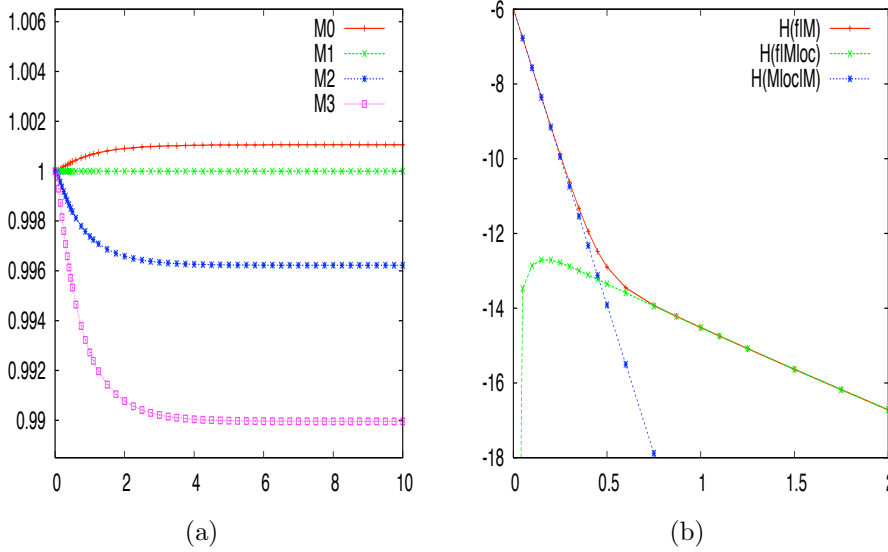 1.006
1.004
1.002
1
0.998
0.996
0.994
0.992
0.99
0 2 4 6 8 10
M0
M1
M2
M3
(a)
-6
-8
-10
-12
-14
-16
-18
0 0.5 1 1.5 2
H(f|M)
H(f|Mloc)
H(Mloc|M)
(b)